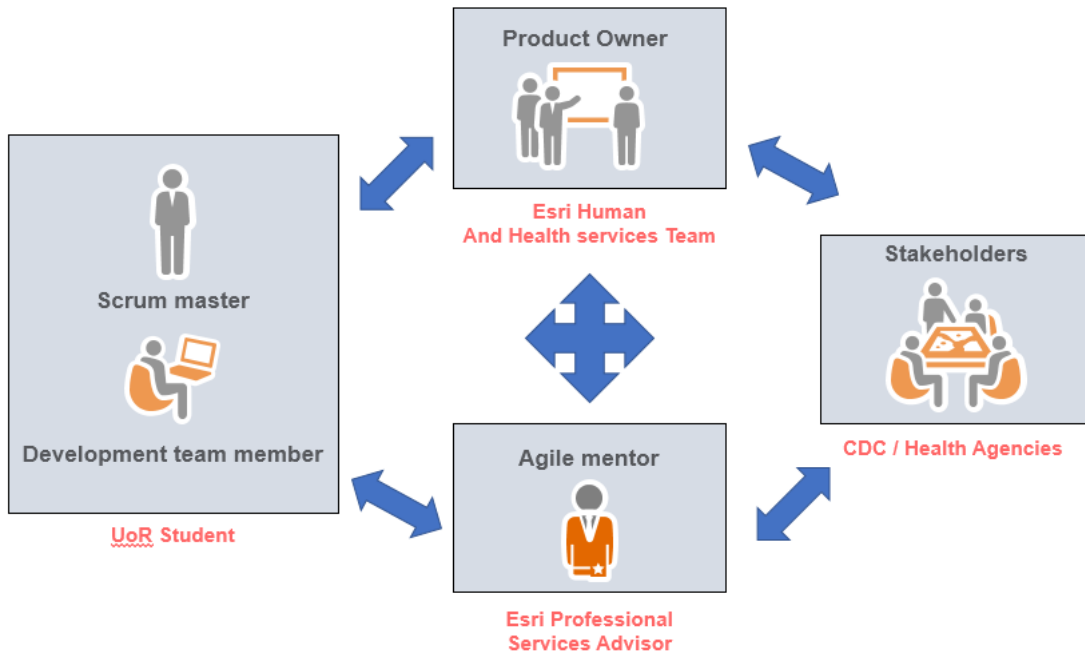 Product Owner
Esri Human
And Health services Team
Scrum master
Development team member
UoR Student
Stakeholders
CDC / Health Agencies
Agile mentor
Esri Professional
Services Advisor